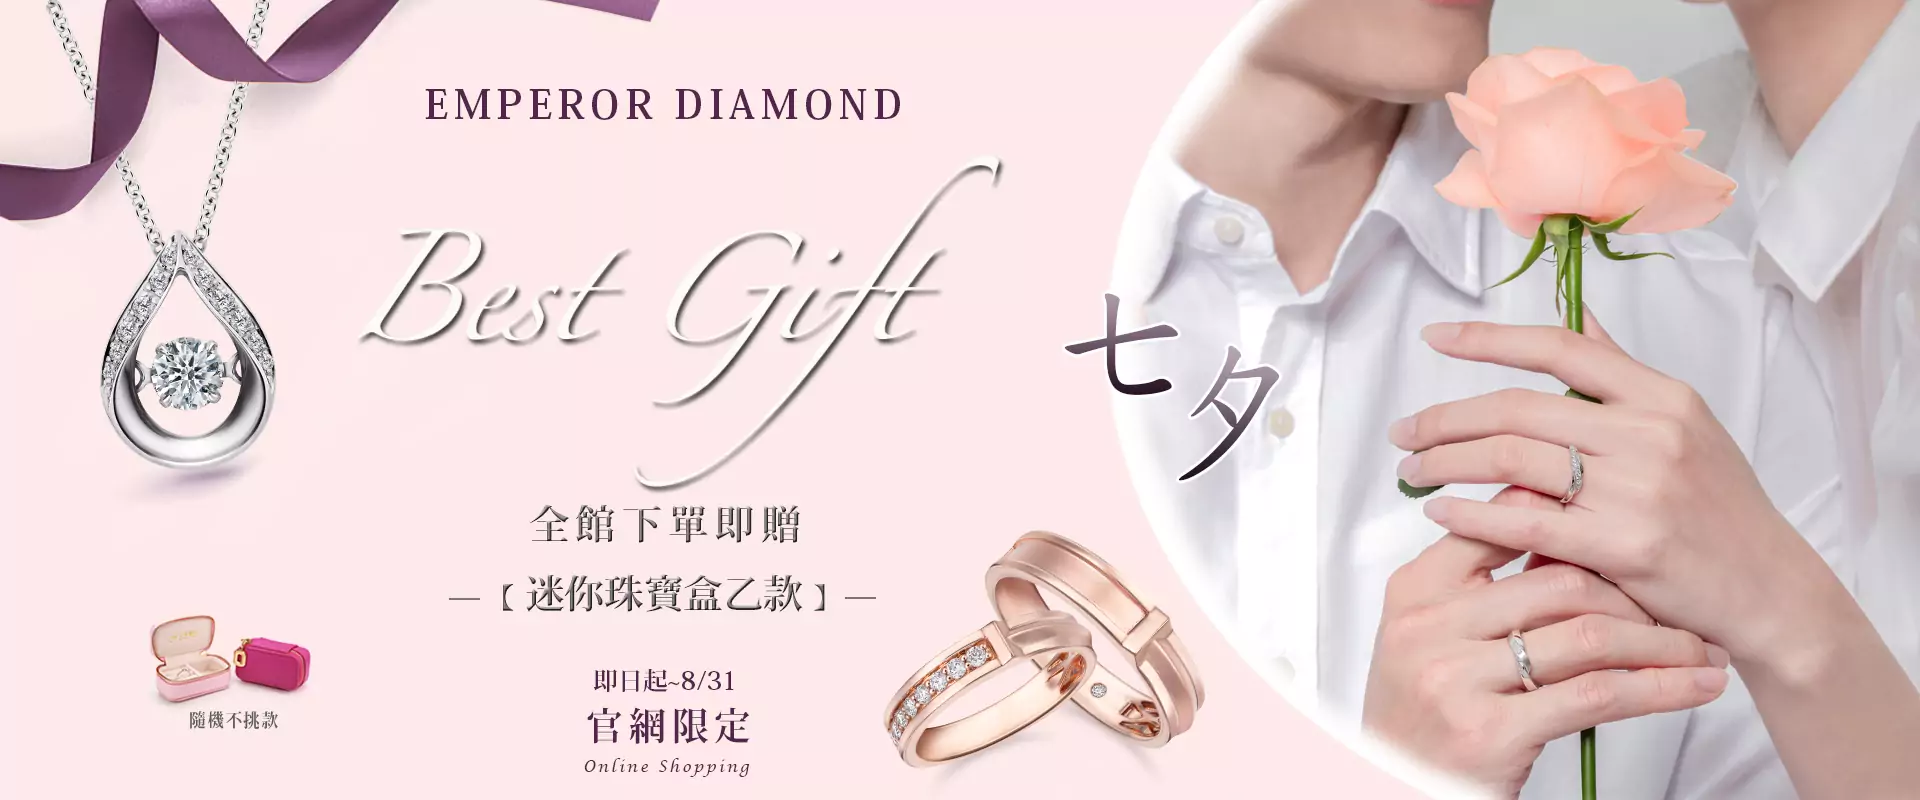 EMPEROR DIAMOND
Best Gift
七夕
全館下單即贈
—【迷你珠寶盒乙款】—
隨機不挑款
即日起~8/31
官網限定
Online Shopping